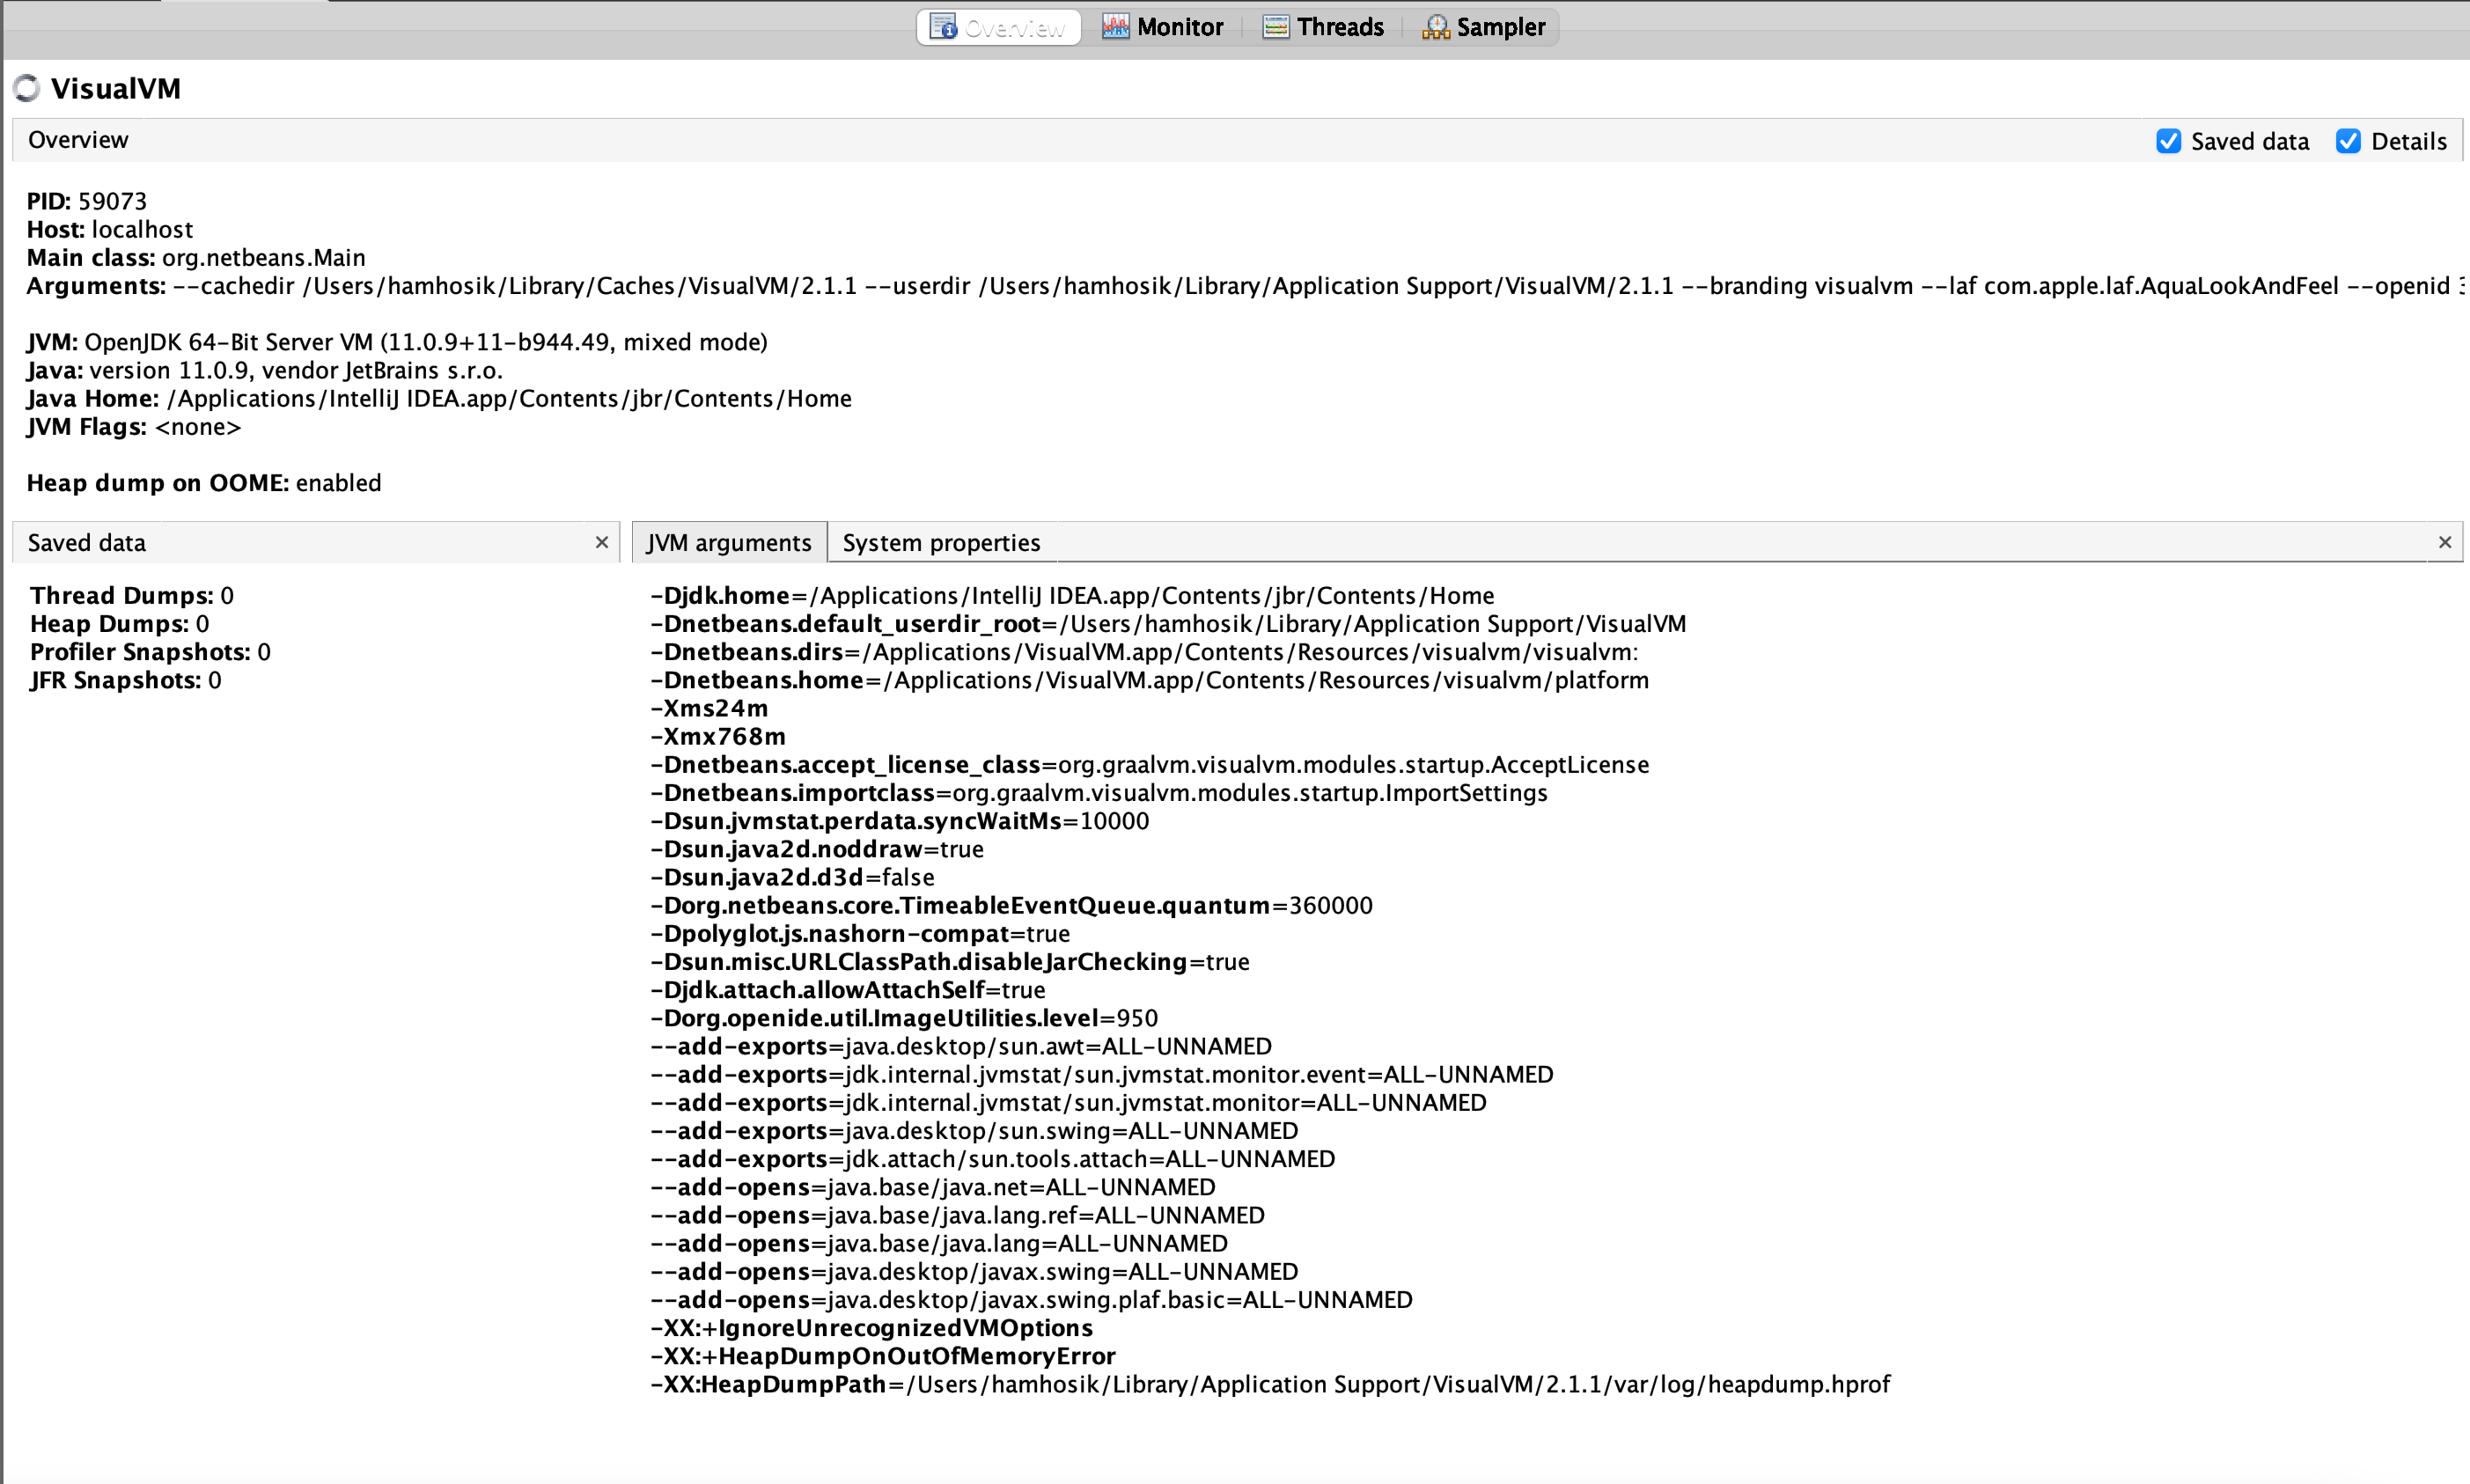 Overview Monitor Threads Sampler
VisualVM
Overview Saved data Details
PID: 59073
Host: localhost
Main class: org.netbeans.Main
Arguments: --cachedir /Users/hamhosik/Library/Caches/VisualVM/2.1.1 --userdir /Users/hamhosik/Library/Application Support/VisualVM/2.1.1 --branding visualvm --laf com.apple.laf.AquaLookAndFeel --openid
JVM: OpenJDK 64-Bit Server VM (11.0.9+11-b944.49, mixed mode)
Java: version 11.0.9, vendor JetBrains s.r.o.
Java Home: /Applications/IntelliJ IDEA.app/Contents/jbr/Contents/Home
JVM Flags: <none>
Heap dump on OOME: enabled
Saved data
Thread Dumps: 0
Heap Dumps: 0
Profiler Snapshots: 0
JFR Snapshots: 0
JVM arguments System properties
-Djdk.home=/Applications/IntelliJ IDEA.app/Contents/jbr/Contents/Home
-Dnetbeans.default_userdir_root=/Users/hamhosik/Library/Application Support/VisualVM
-Dnetbeans.dirs=/Applications/VisualVM.app/Contents/Resources/visualvm/visualvm:
-Dnetbeans.home=/Applications/VisualVM.app/Contents/Resources/visualvm/platform
-Xms24m
-Xmx768m
-Dnetbeans.accept_license_class=org.graalvm.visualvm.modules.startup.AcceptLicense
-Dnetbeans.importclass=org.graalvm.visualvm.modules.startup.ImportSettings
-Dsun.jvmstat.perdata.syncWaitMs=10000
-Dsun.java2d.noddraw=true
-Dsun.java2d.d3d=false
-Dorg.netbeans.core.TimeableEventQueue.quantum=360000
-Dpolyglot.js.nashorn-compat=true
-Dsun.misc.URLClassPath.disableJarChecking=true
-Djdk.attach.allowAttachSelf=true
-Dorg.openide.util.ImageUtilities.level=950
--add-exports=java.desktop/sun.awt=ALL-UNNAMED
--add-exports=jdk.internal.jvmstat/sun.jvmstat.monitor.event=ALL-UNNAMED
--add-exports=jdk.internal.jvmstat/sun.jvmstat.monitor=ALL-UNNAMED
--add-exports=java.desktop/sun.swing=ALL-UNNAMED
--add-exports=jdk.attach/sun.tools.attach=ALL-UNNAMED
--add-opens=java.base/java.net=ALL-UNNAMED
--add-opens=java.base/java.lang.ref=ALL-UNNAMED
--add-opens=java.base/java.lang=ALL-UNNAMED
--add-opens=java.desktop/javax.swing=ALL-UNNAMED
--add-opens=java.desktop/javax.swing.plaf.basic=ALL-UNNAMED
-XX:+IgnoreUnrecognizedVMOptions
-XX:+HeapDumpOnOutOfMemoryError
-XX:HeapDumpPath=/Users/hamhosik/Library/Application Support/VisualVM/2.1.1/var/log/heapdump.hprof